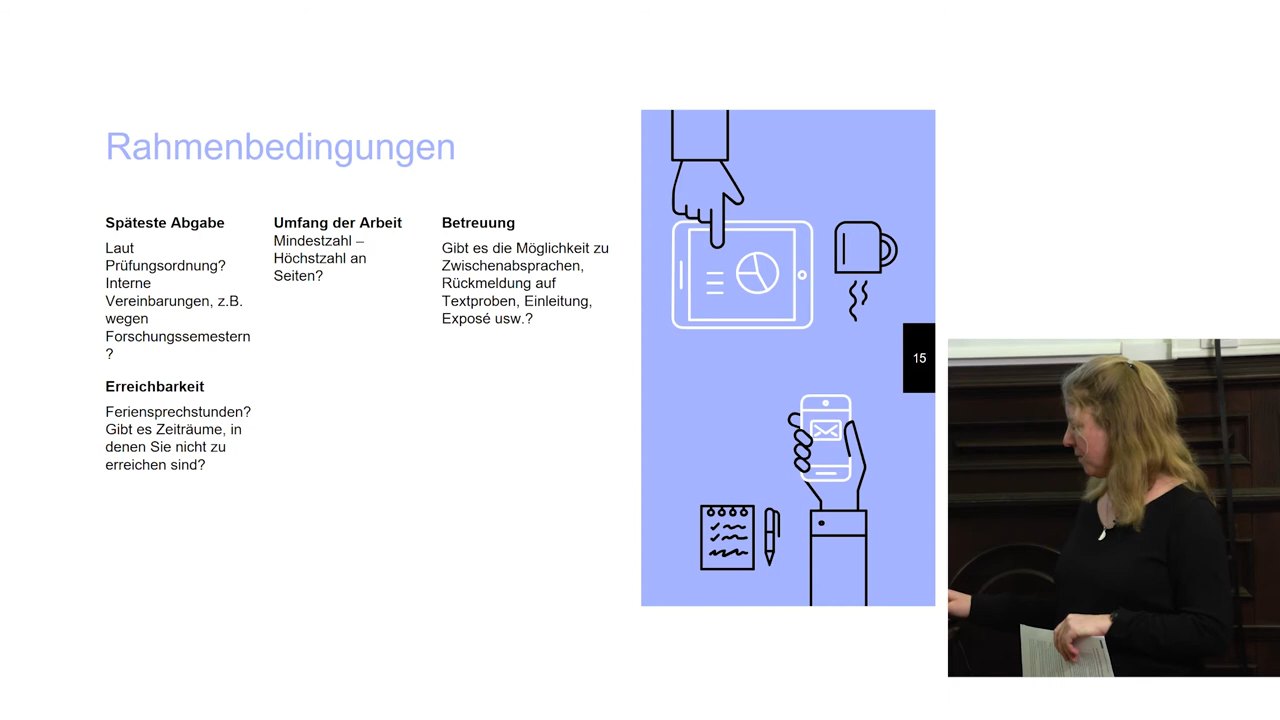 Rahmenbedingungen
Späteste Abgabe
Laut
Prüfungsordnung?
Interne
Vereinbarungen, z.B.
wegen
Forschungssemestern
?
Umfang der Arbeit
Mindestzahl –
Höchstzahl an
Seiten?
Betreuung
Gibt es die Möglichkeit zu
Zwischenabsprachen,
Rückmeldung auf
Textproben, Einleitung,
Exposé usw.?
Erreichbarkeit
Feriensprechstunden?
Gibt es Zeiträume, in
denen Sie nicht zu
erreichen sind?
15